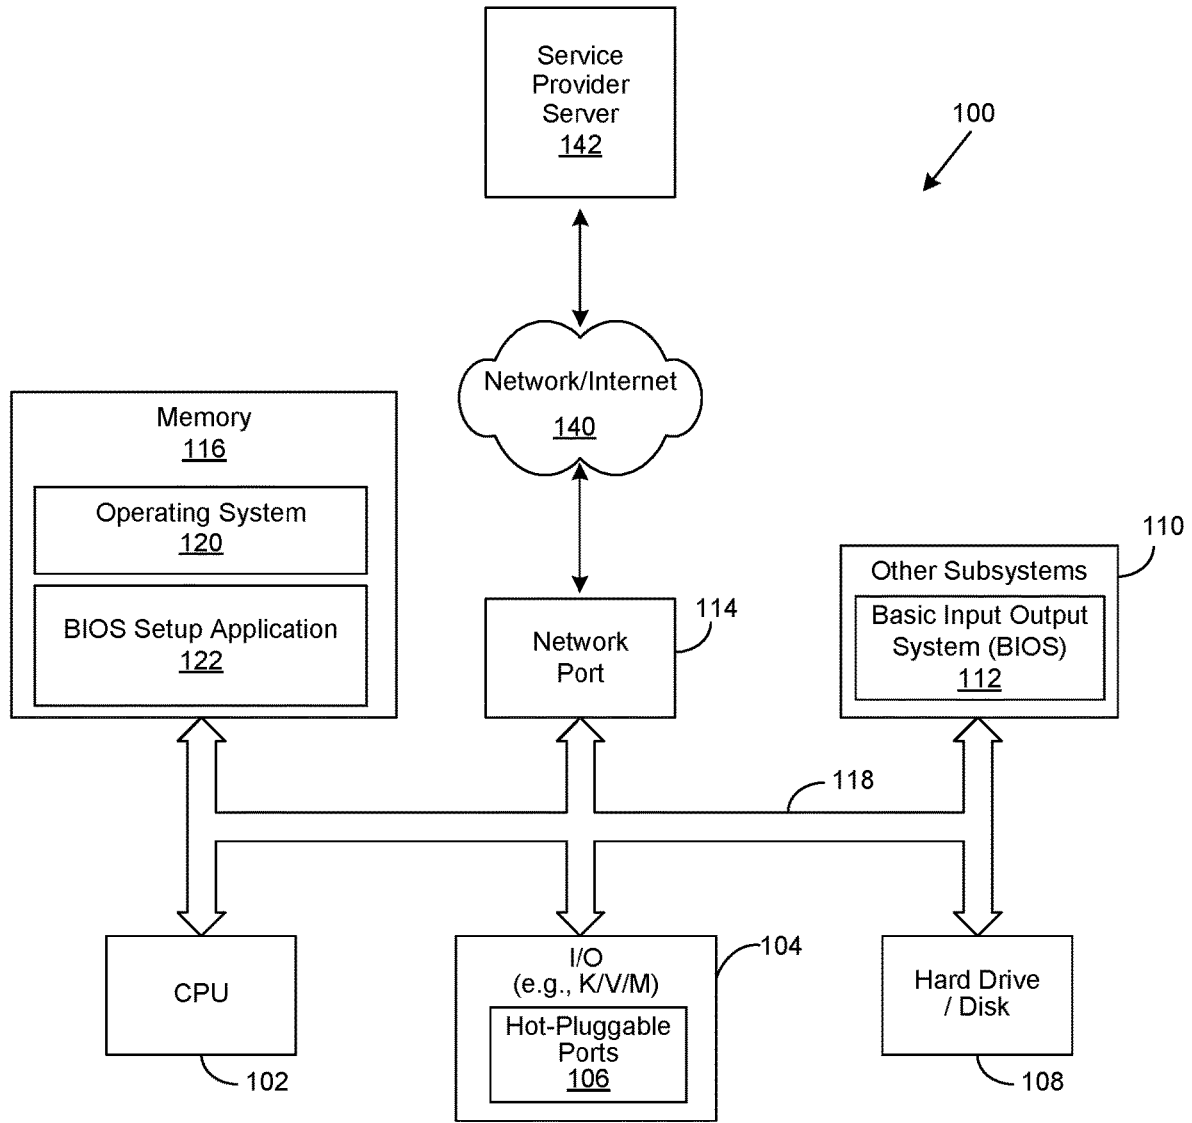 Service
Provider
Server
142
100
Network/Internet
140
Memory
116
Operating System
120
BIOS Setup Application
122
Network
Port
114
110
Other Subsystems
Basic Input Output
System (BIOS)
112
118
CPU
102
I/O
(e.g., K/V/M)
Hot-Pluggable
Ports
106
104
Hard Drive
/ Disk
108